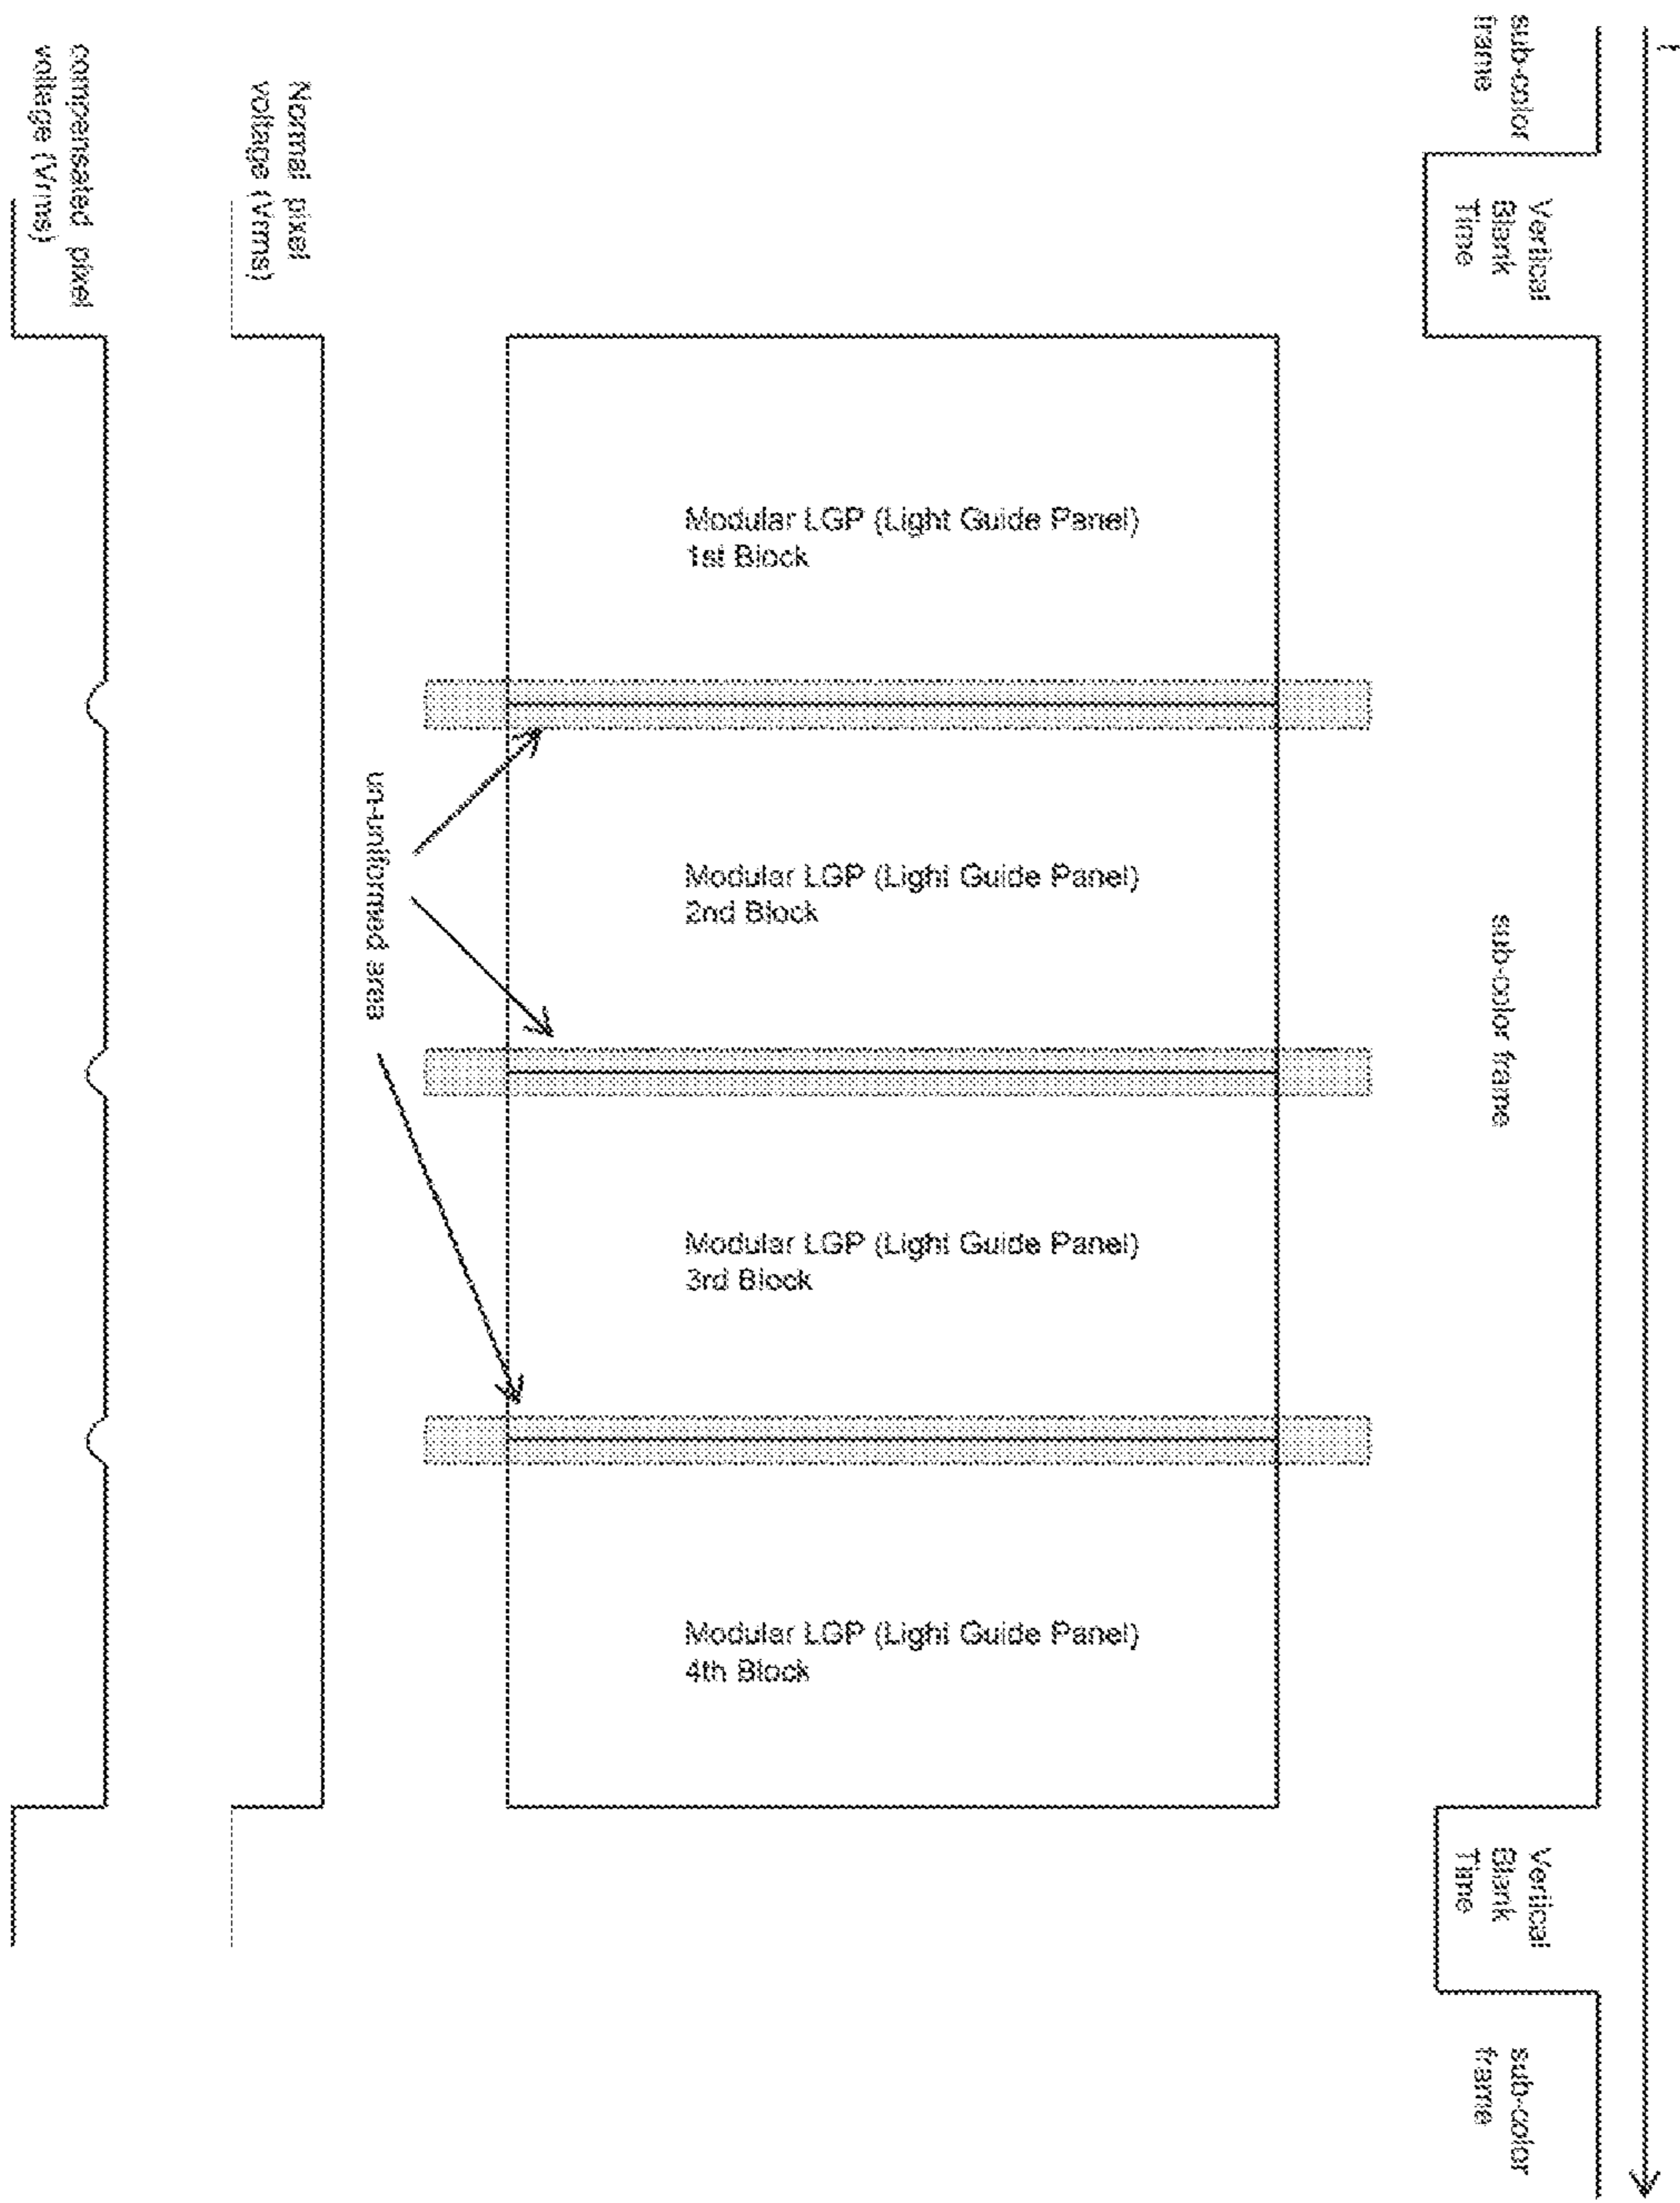 t
sub-color
frame
Vertical
Blank
Time
sub-color frame
Vertical
Blank
Time
sub-color
frame
Modular LGP (Light Guide Panel)
1st Block
Modular LGP (Light Guide Panel)
2nd Block
Modular LGP (Light Guide Panel)
3rd Block
Modular LGP (Light Guide Panel)
4th Block
un-uniformed area
Normal pixel
voltage (Vrms)
compensated pixel
voltage (Vrms)